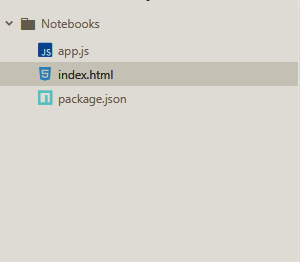 Notebooks
JS app.js
5 index.html
package.json